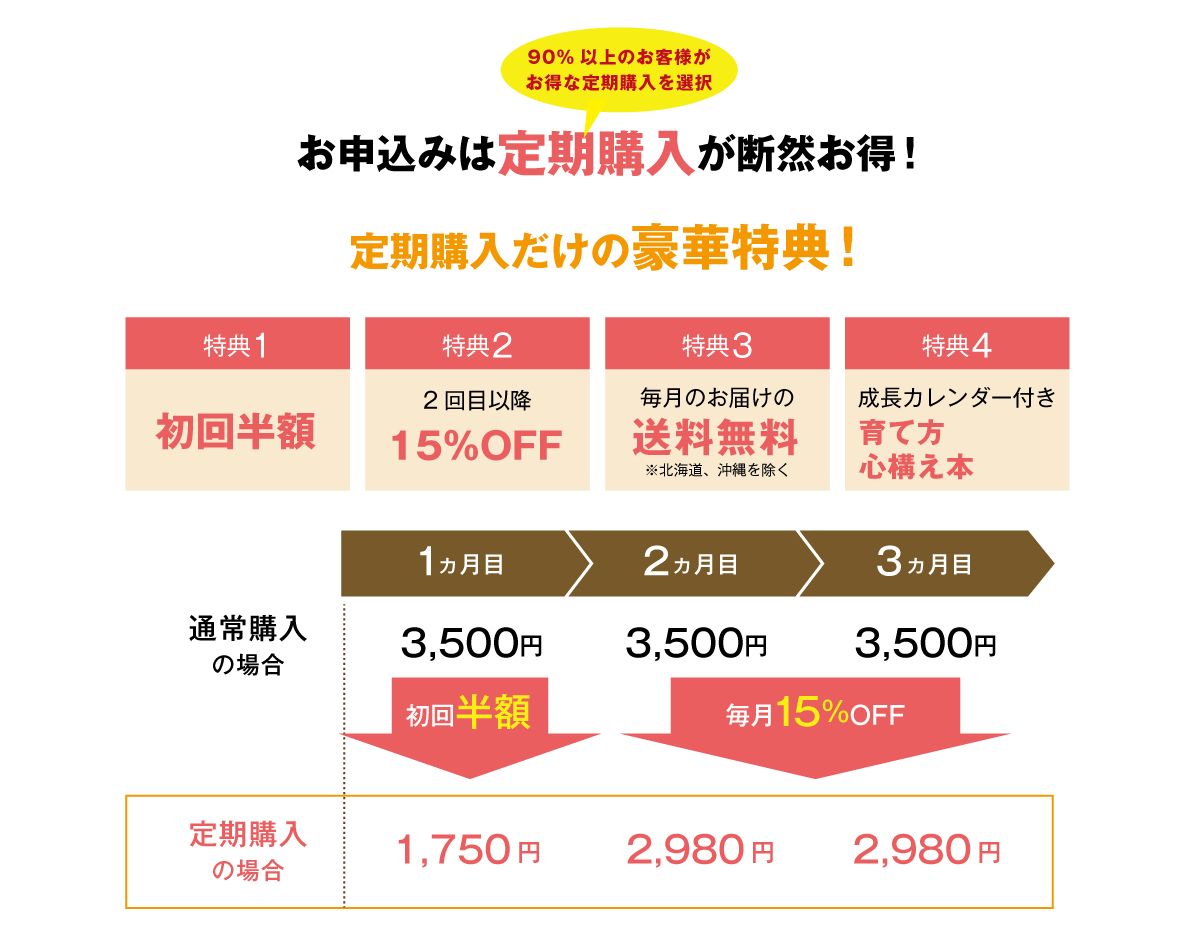 90% 以上のお客様が
お得な定期購入を選択
お申込みは定期購入が断然お得！
定期購入だけの豪華特典！
特典1
初回半額
特典2
2回目以降
15%OFF
特典3
毎月のお届けの
送料無料
※北海道、沖縄を除く
特典4
成長カレンダー付き
育て方
心構え本
1ヵ月目 2ヵ月目 3ヵ月目
通常購入
の場合
3,500円 3,500円 3,500円
初回半額 毎月15%OFF
定期購入
の場合
1,750円 2,980円 2,980円